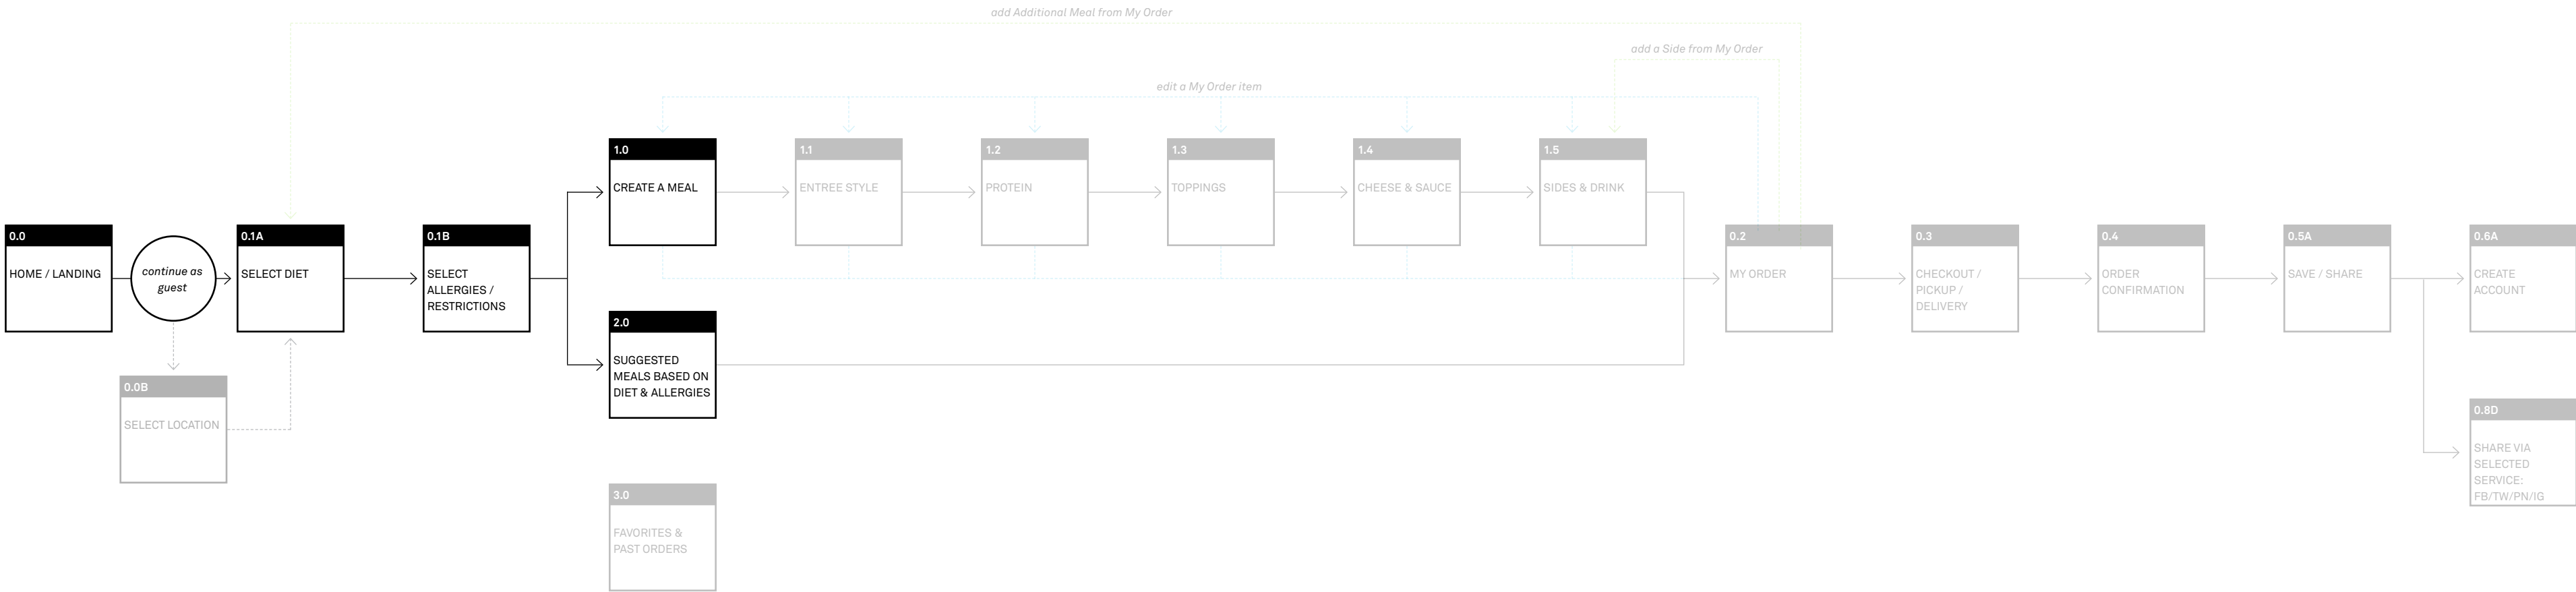 add Additional Meal from My Order
add a Side from My Order
edit a My Order item
1.0
CREATE A MEAL
1.1
ENTREE STYLE
1.2
PROTEIN
1.3
TOPPINGS
1.4
CHEESE & SAUCE
1.5
SIDES & DRINK
0.0
HOME / LANDING
continue as
guest
0.1A
SELECT DIET
0.1B
SELECT
ALLERGIES /
RESTRICTIONS
0.2
MY ORDER
0.3
CHECKOUT /
PICKUP /
DELIVERY
0.4
ORDER
CONFIRMATION
0.5A
SAVE / SHARE
0.6A
CREATE
ACCOUNT
2.0
SUGGESTED
MEALS BASED ON
DIET & ALLERGIES
0.0B
SELECT LOCATION
0.8D
SHARE VIA
SELECTED
SERVICE:
FB/TW/PN/IG
3.0
FAVORITES &
PAST ORDERS